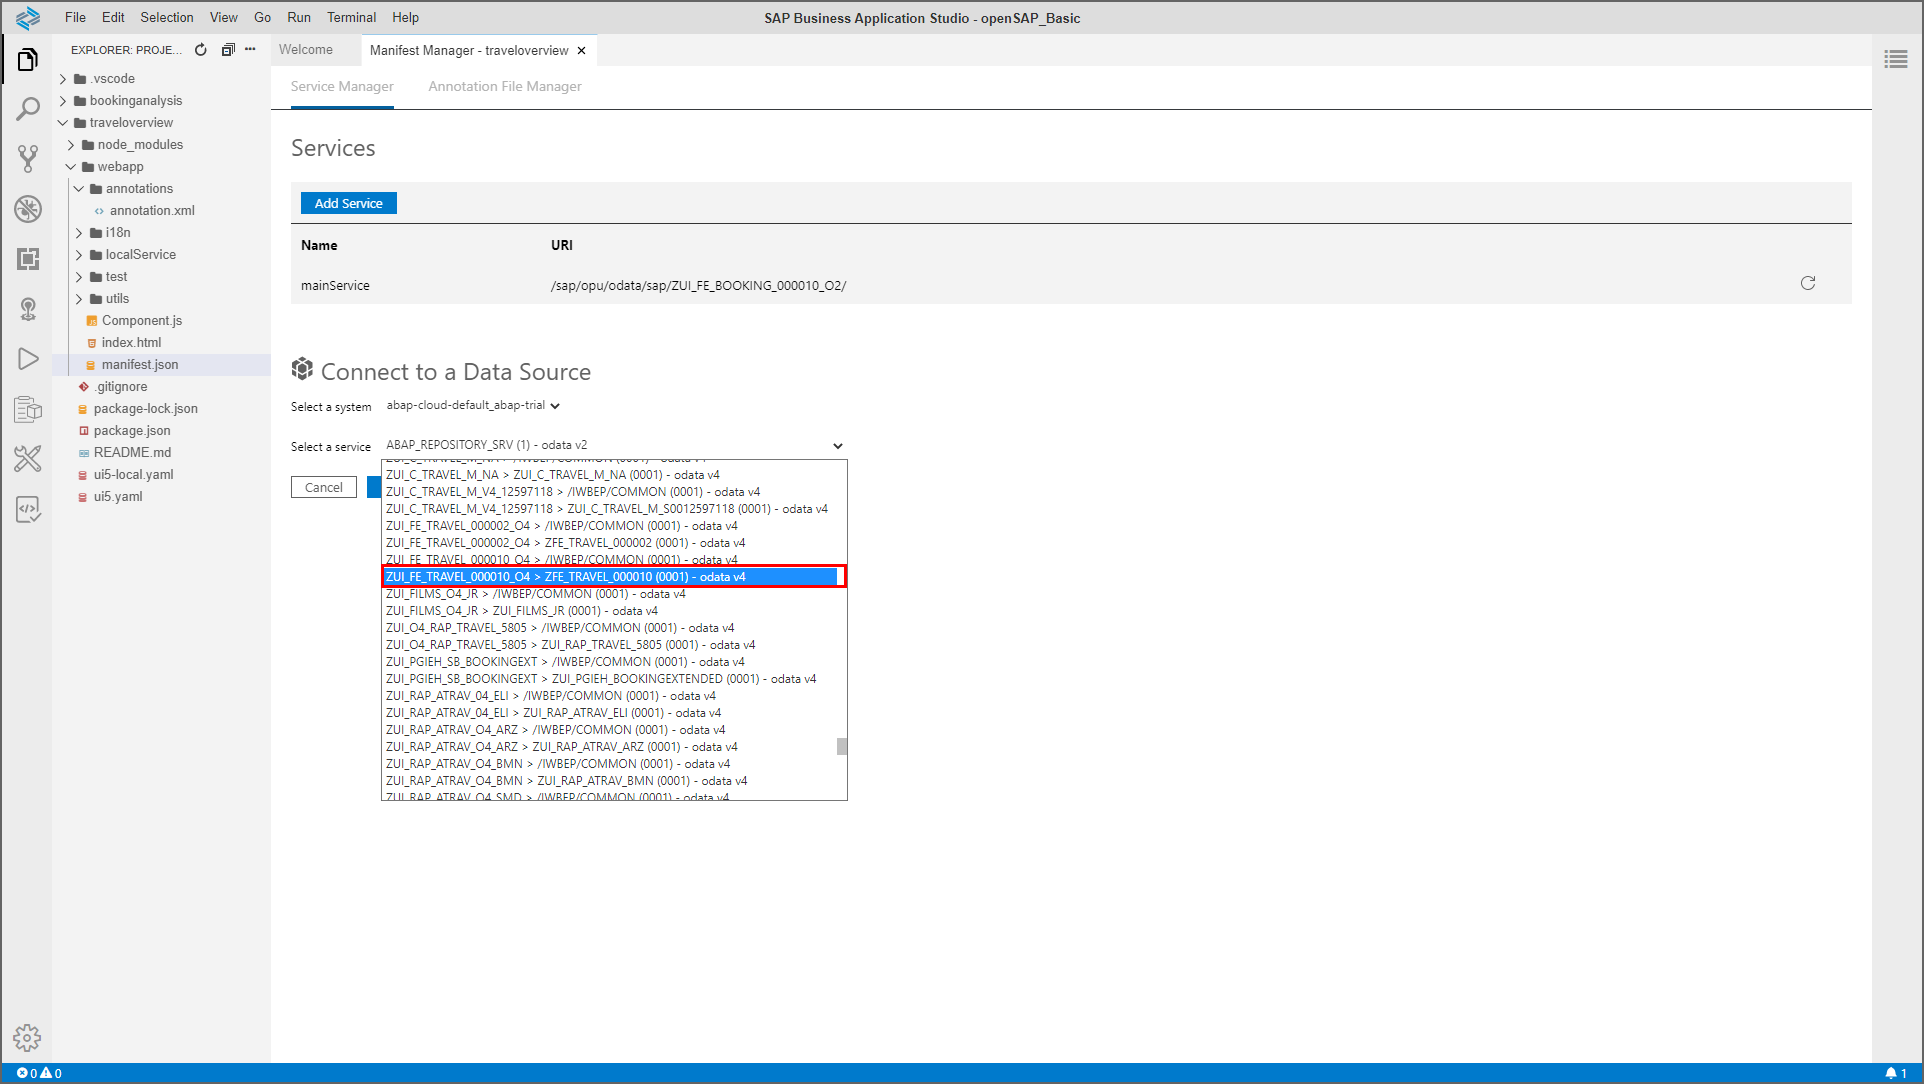 File Edit Selection View Go Run Terminal Help
SAP Business Application Studio - openSAP_Basic
EXPLORER: PROJE...
Welcome
Manifest Manager - traveloverview
.vscode
bookinganalysis
traveloverview
node_modules
webapp
annotations
annotation.xml
i18n
localService
test
utils
Component.js
index.html
manifest.json
.gitignore
package-lock.json
package.json
README.md
ui5-local.yaml
ui5.yaml
Service Manager Annotation File Manager
Services
Add Service
Name URI
mainService /sap/opu/odata/sap/ZUI_FE_BOOKING_000010_O2/
Connect to a Data Source
Select a system abap-cloud-default_abap-trial
Select a service ABAP_REPOSITORY_SRV (1) - odata v2
Cancel
ZUI_C_TRAVEL_M_NA > /IWBEP/COMMON (0001) - odata v4
ZUI_C_TRAVEL_M_NA > ZUI_C_TRAVEL_M_NA (0001) - odata v4
ZUI_C_TRAVEL_M_V4_12597118 > /IWBEP/COMMON (0001) - odata v4
ZUI_C_TRAVEL_M_V4_12597118 > ZUI_C_TRAVEL_M_S0012597118 (0001) - odata v4
ZUI_FE_TRAVEL_000002_O4 > /IWBEP/COMMON (0001) - odata v4
ZUI_FE_TRAVEL_000002_O4 > ZFE_TRAVEL_000002 (0001) - odata v4
ZUI_FE_TRAVEL_000010_O4 > /IWBEP/COMMON (0001) - odata v4
ZUI_FE_TRAVEL_000010_O4 > ZFE_TRAVEL_000010 (0001) - odata v4
ZUI_FILMS_O4_JR > /IWBEP/COMMON (0001) - odata v4
ZUI_FILMS_O4_JR > ZUI_FILMS_JR (0001) - odata v4
ZUI_O4_RAP_TRAVEL_5805 > /IWBEP/COMMON (0001) - odata v4
ZUI_O4_RAP_TRAVEL_5805 > ZUI_RAP_TRAVEL_5805 (0001) - odata v4
ZUI_PGIEH_SB_BOOKINGEXT > /IWBEP/COMMON (0001) - odata v4
ZUI_PGIEH_SB_BOOKINGEXT > ZUI_PGIEH_BOOKINGEXTENDED (0001) - odata v4
ZUI_RAP_ATRAV_04_ELI > /IWBEP/COMMON (0001) - odata v4
ZUI_RAP_ATRAV_04_ELI > ZUI_RAP_ATRAV_ELI (0001) - odata v4
ZUI_RAP_ATRAV_O4_ARZ > /IWBEP/COMMON (0001) - odata v4
ZUI_RAP_ATRAV_O4_ARZ > ZUI_RAP_ATRAV_ARZ (0001) - odata v4
ZUI_RAP_ATRAV_O4_BMN > /IWBEP/COMMON (0001) - odata v4
ZUI_RAP_ATRAV_O4_BMN > ZUI_RAP_ATRAV_BMN (0001) - odata v4
ZUI_RAP_ATRAV_O4_SMD > /IWBEP/COMMON (0001) - odata v4
0 0
1